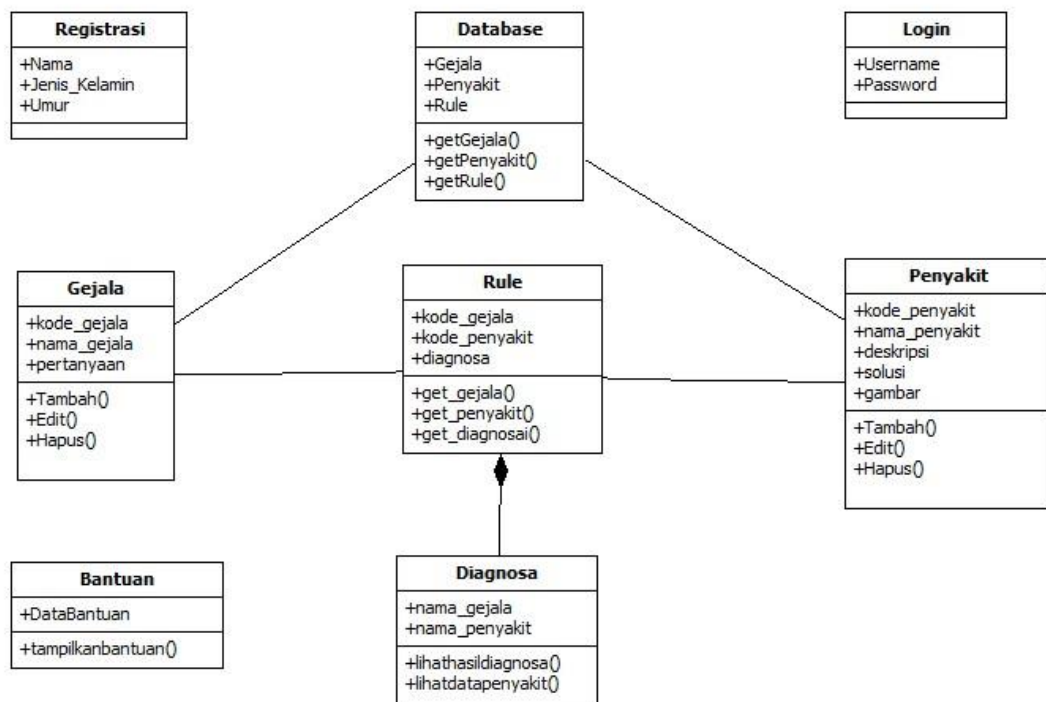 Registrasi
+Nama
+Jenis_Kelamin
+Umur
Database
+Gejala
+Penyakit
+Rule
+getGejala()
+getPenyakit()
+getRule()
Login
+Username
+Password
Gejala
+kode_gejala
+nama_gejala
+pertanyaan
+Tambah()
+Edit()
+Hapus()
Rule
+kode_gejala
+kode_penyakit
+diagnosa
+get_gejala()
+get_penyakit()
+get_diagnosai()
Penyakit
+kode_penyakit
+nama_penyakit
+deskripsi
+solusi
+gambar
+Tambah()
+Edit()
+Hapus()
Bantuan
+DataBantuan
+tampilkanbantuan()
Diagnosa
+nama_gejala
+nama_penyakit
+lihathasildiagnosa()
+lihatdatapenyakit()